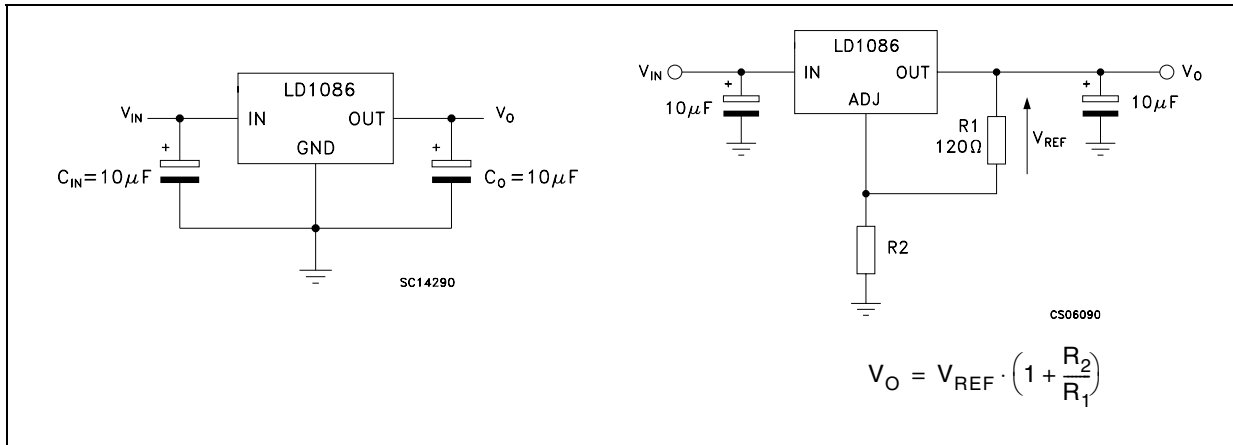 LD1086
V_IN
IN
OUT
V_O
GND
+
+
C_IN=10μF
C_O=10μF
SC14290
LD1086
V_IN
IN
OUT
V_O
ADJ
+
+
10μF
10μF
R1
120Ω
V_REF
R2
CS06090
V_O = V_REF · (1 + R_2/R_1)